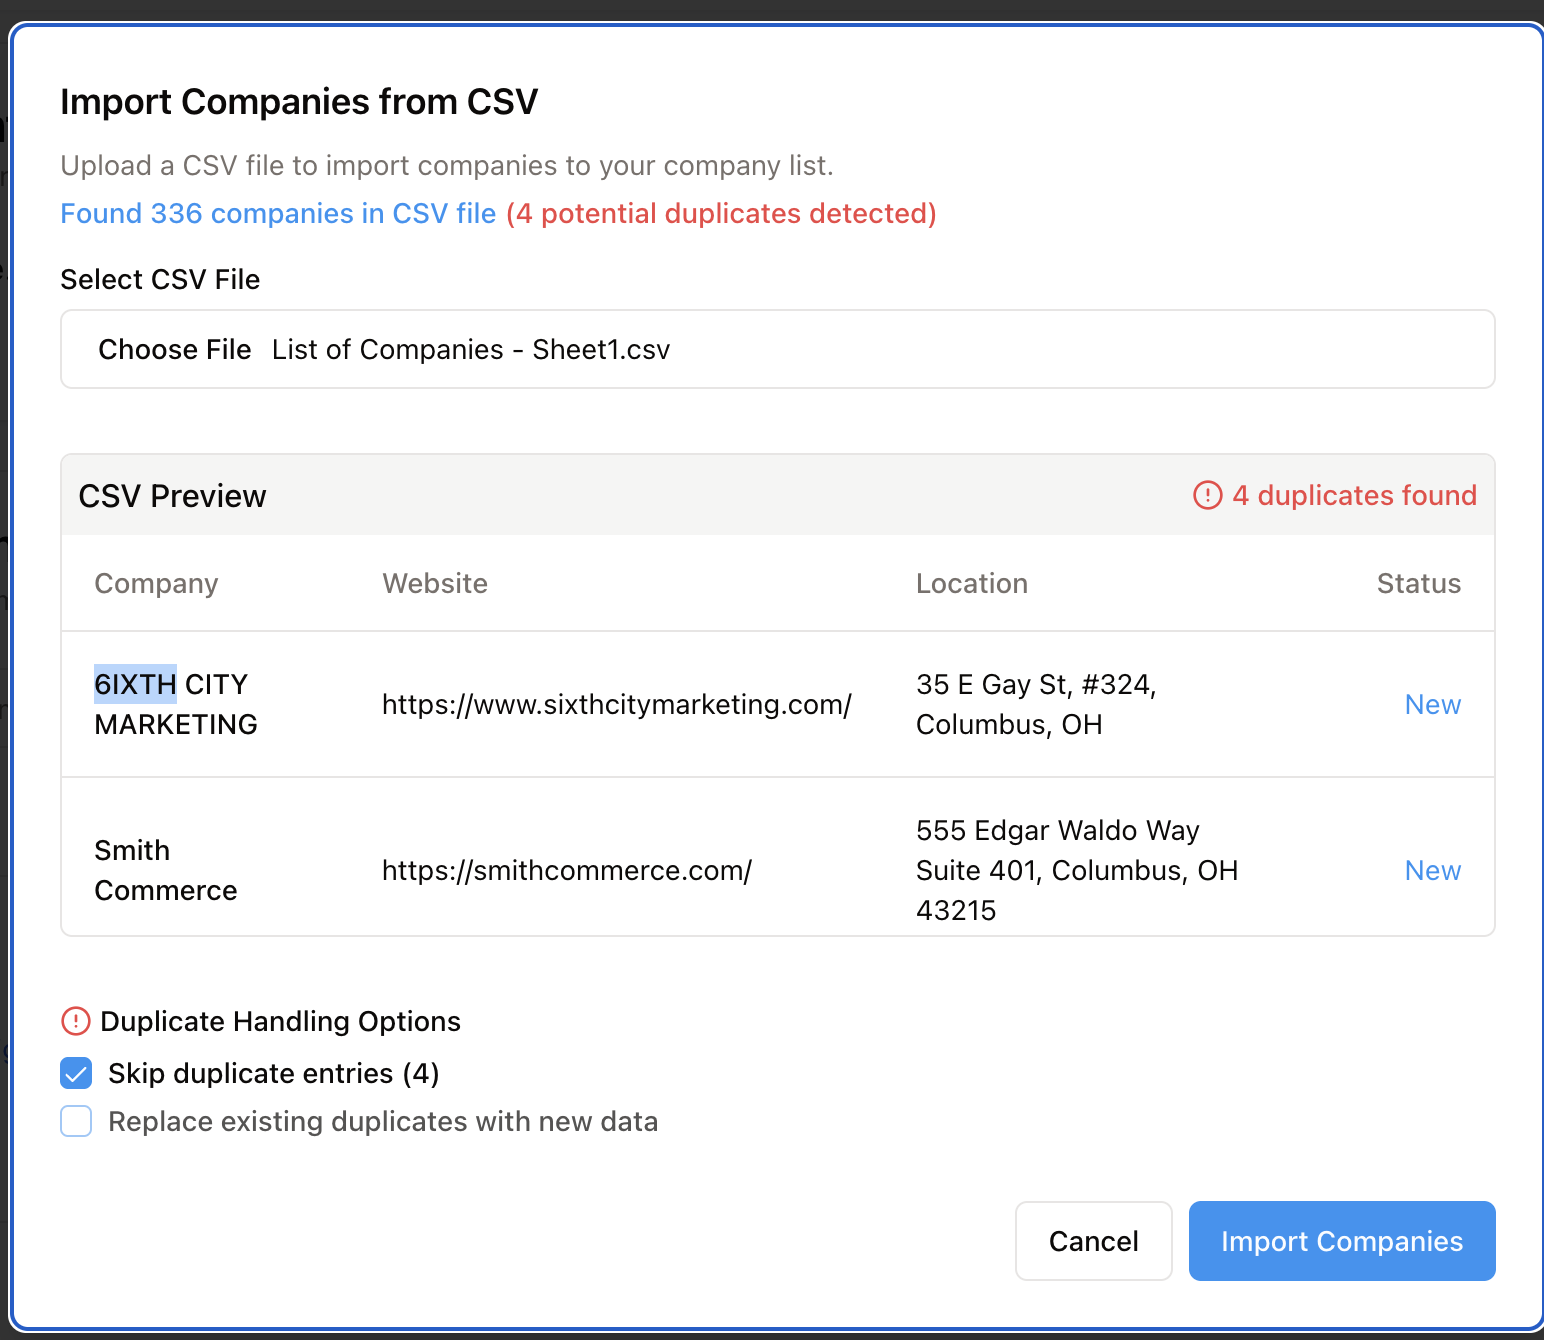 Import Companies from CSV
Upload a CSV file to import companies to your company list.
Found 336 companies in CSV file (4 potential duplicates detected)
Select CSV File
Choose File List of Companies - Sheet1.csv
CSV Preview 4 duplicates found
Company Website Location Status
6IXTH CITY
MARKETING
https://www.sixthcitymarketing.com/
35 E Gay St, #324,
Columbus, OH
New
Smith
Commerce
https://smithcommerce.com/
555 Edgar Waldo Way
Suite 401, Columbus, OH
43215
New
Duplicate Handling Options
Skip duplicate entries (4)
Replace existing duplicates with new data
Cancel Import Companies